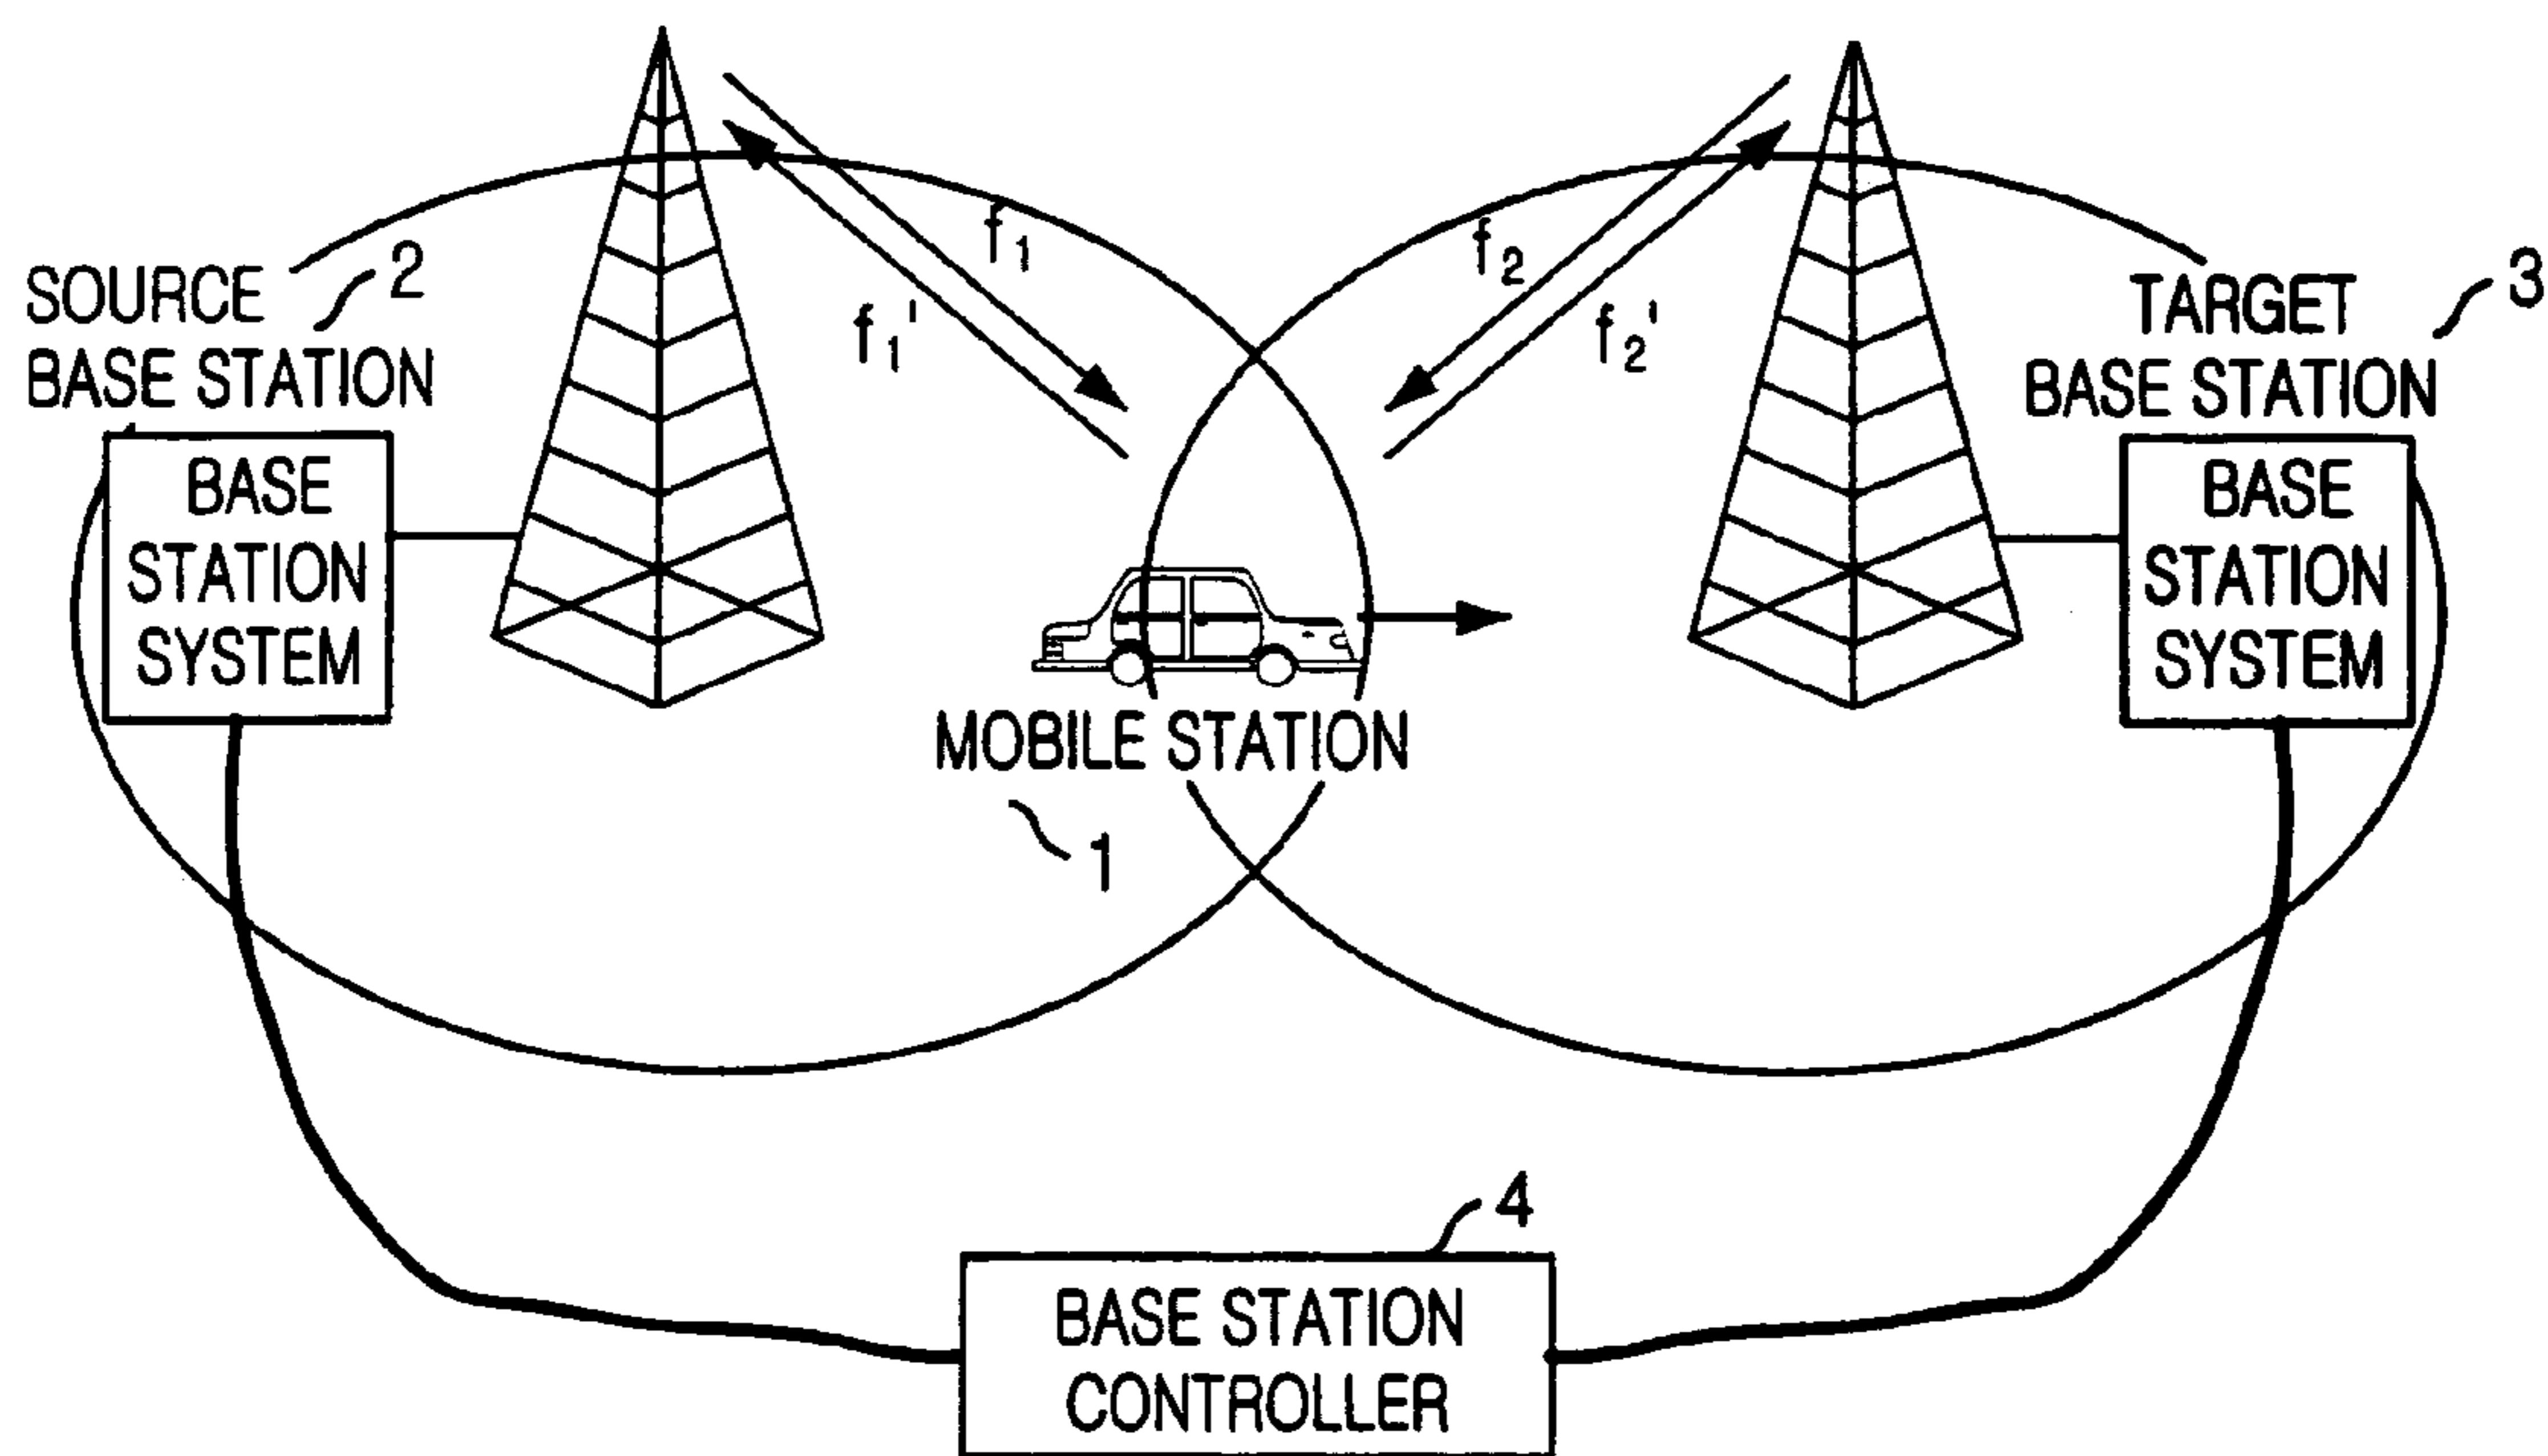 f₁
f₁'
f₂
f₂'
SOURCE
BASE STATION
2
TARGET
BASE STATION
3
BASE
STATION
SYSTEM
BASE
STATION
SYSTEM
MOBILE STATION
1
4
BASE STATION
CONTROLLER